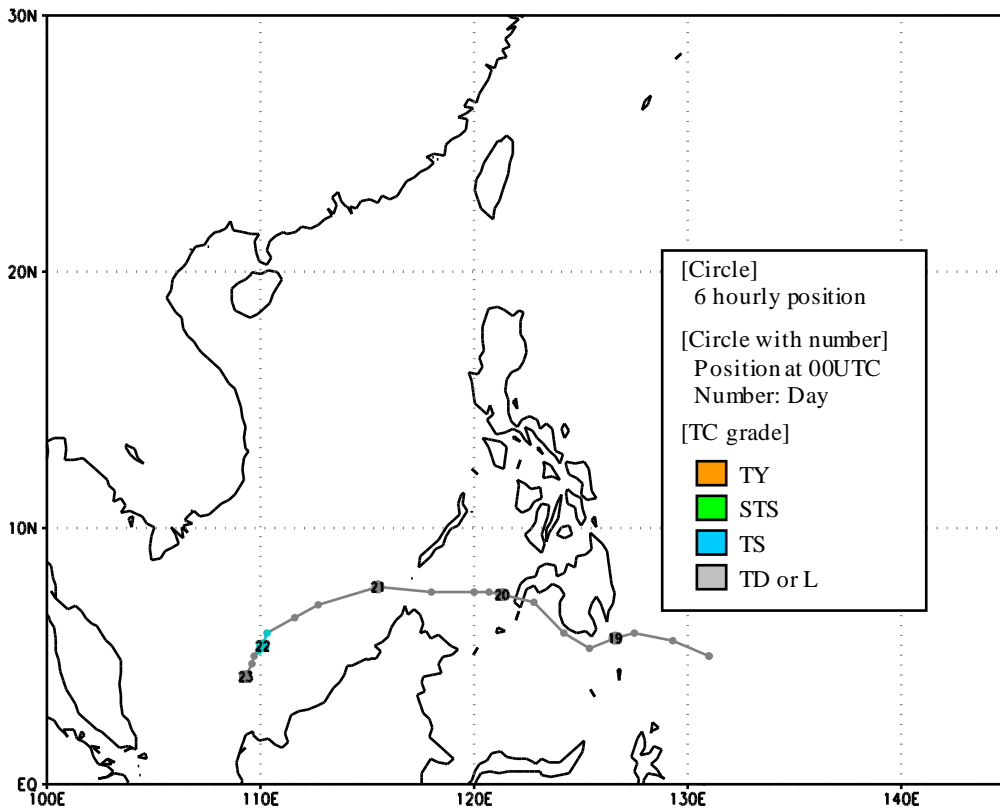 30N
[Circle]
6 hourly position
20N
[Circle with number]
Position at 00UTC
Number: Day
[TC grade]
TY
STS
10N
TS
TD or L
21
20
19
22
23
EQ
100E 110E 120E 130E 140E